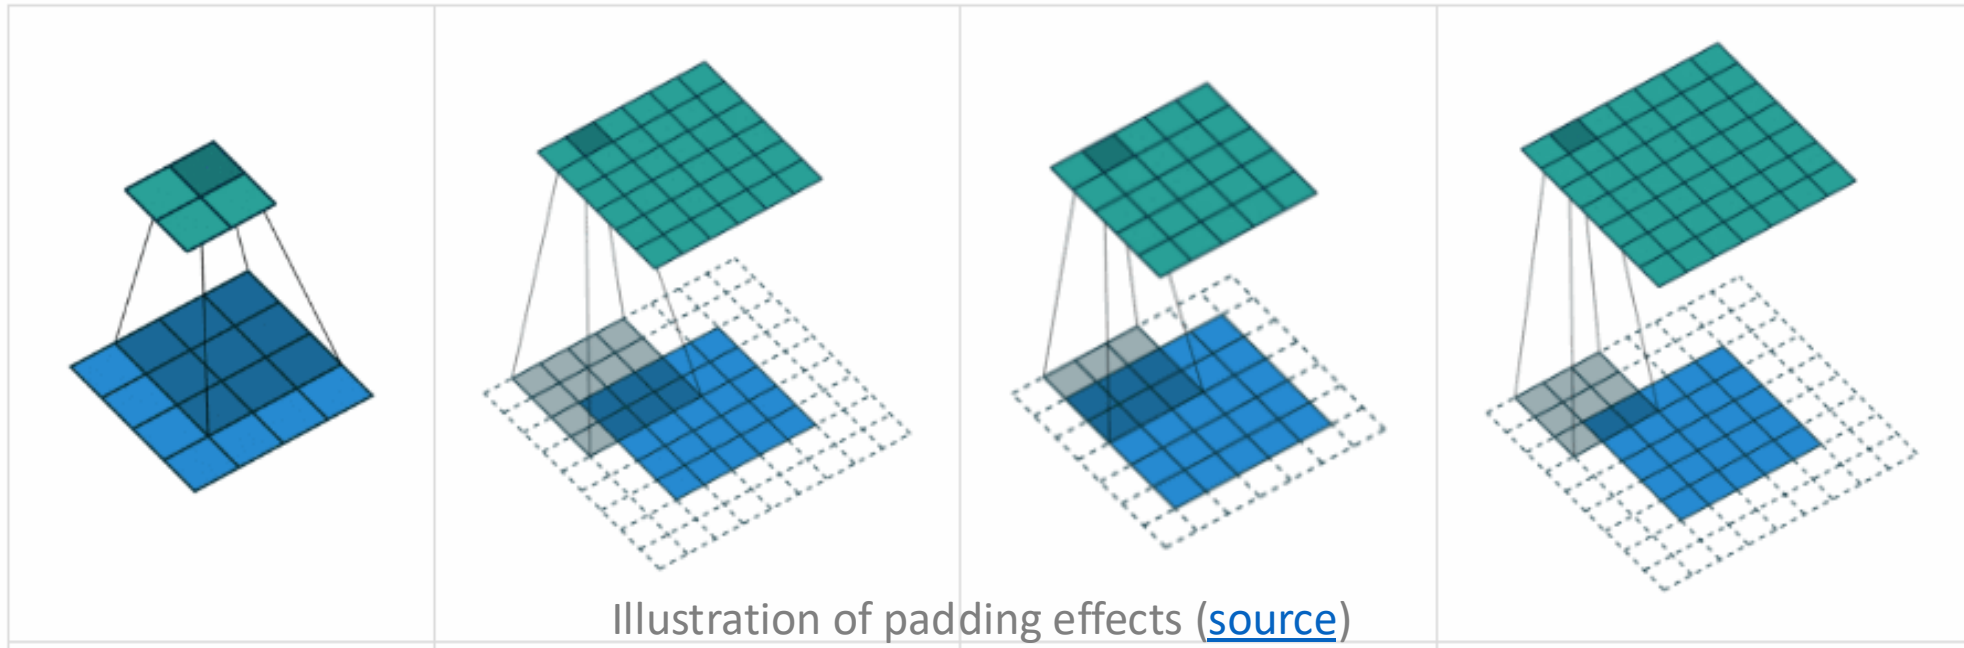 Illustration of padding effects (source)